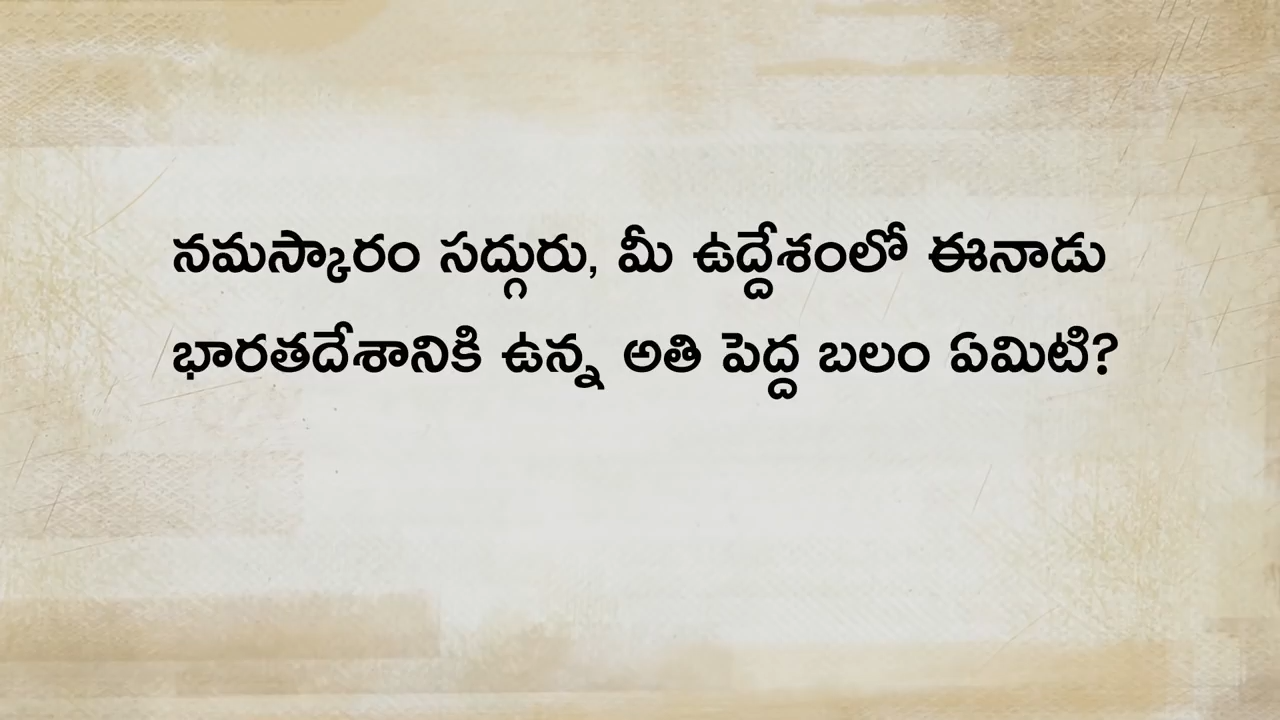 నమస్కారం సద్గురు, మీ ఉద్దేశంలో ఈనాడు
భారతదేశానికి ఉన్న అతి పెద్ద బలం ఏమిటి?